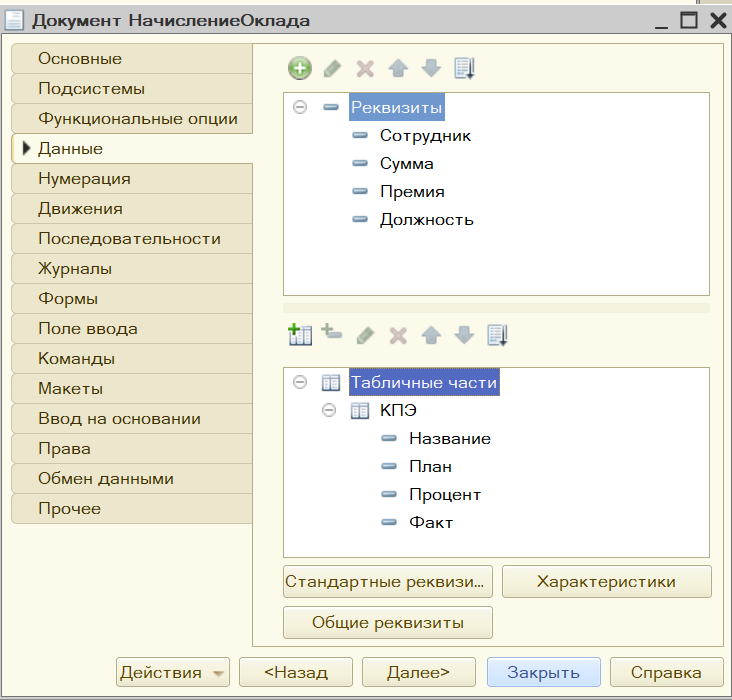 Документ НачислениеОклада
Основные
Подсистемы
Функциональные опции
Данные
Нумерация
Движения
Последовательности
Журналы
Формы
Поле ввода
Команды
Макеты
Ввод на основании
Права
Обмен данными
Прочее
Реквизиты
Сотрудник
Сумма
Премия
Должность
Табличные части
КПЭ
Название
План
Процент
Факт
Стандартные реквизи... Характеристики
Общие реквизиты
Действия <Назад Далее> Закрыть Справка